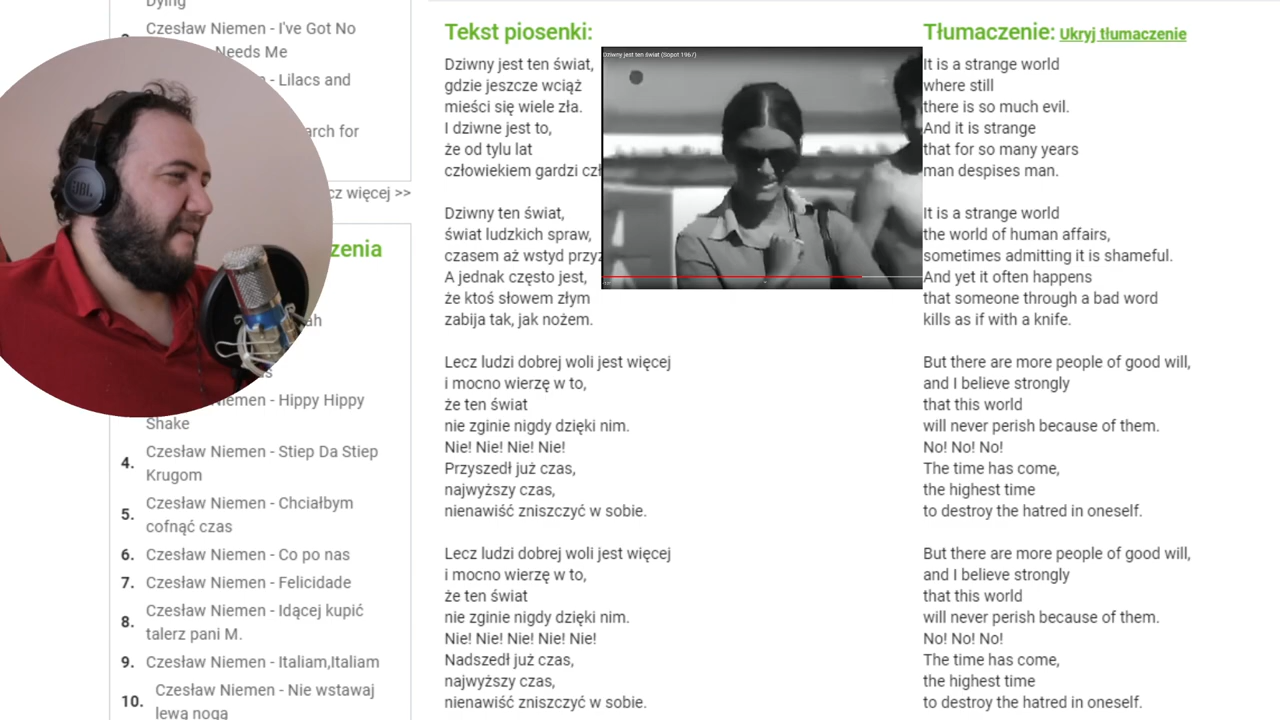 Dying
Czesław Niemen - I've Got No
Needs Me
- Lilacs and
arch for
cz więcej >>
zenia
ah
Niemen - Hippy Hippy
Shake
4. Czesław Niemen - Stiep Da Stiep
Krugom
5. Czesław Niemen - Chciałbym
cofnąć czas
6. Czesław Niemen - Co po nas
7. Czesław Niemen - Felicidade
8. Czesław Niemen - Idącej kupić
talerz pani M.
9. Czesław Niemen - Italiam,Italiam
10. Czesław Niemen - Nie wstawaj
lewą nogą
JBL
Tekst piosenki:
Dziwny jest ten świat,
gdzie jeszcze wciąż
mieści się wiele zła.
I dziwne jest to,
że od tylu lat
człowiekiem gardzi czł
Dziwny ten świat,
świat ludzkich spraw,
czasem aż wstyd przyz
A jednak często jest,
że ktoś słowem złym
zabija tak, jak nożem.
Lecz ludzi dobrej woli jest więcej
i mocno wierzę w to,
że ten świat
nie zginie nigdy dzięki nim.
Nie! Nie! Nie! Nie!
Przyszedł już czas,
najwyższy czas,
nienawiść zniszczyć w sobie.
Lecz ludzi dobrej woli jest więcej
i mocno wierzę w to,
że ten świat
nie zginie nigdy dzięki nim.
Nie! Nie! Nie! Nie! Nie!
Nadszedł już czas,
najwyższy czas,
nienawiść zniszczyć w sobie.
Dziwny jest ten świat (Sopot 1967)
Tłumaczenie: Ukryj tłumaczenie
It is a strange world
where still
there is so much evil.
And it is strange
that for so many years
man despises man.
It is a strange world
the world of human affairs,
sometimes admitting it is shameful.
And yet it often happens
that someone through a bad word
kills as if with a knife.
But there are more people of good will,
and I believe strongly
that this world
will never perish because of them.
No! No! No!
The time has come,
the highest time
to destroy the hatred in oneself.
But there are more people of good will,
and I believe strongly
that this world
will never perish because of them.
No! No! No!
The time has come,
the highest time
to destroy the hatred in oneself.